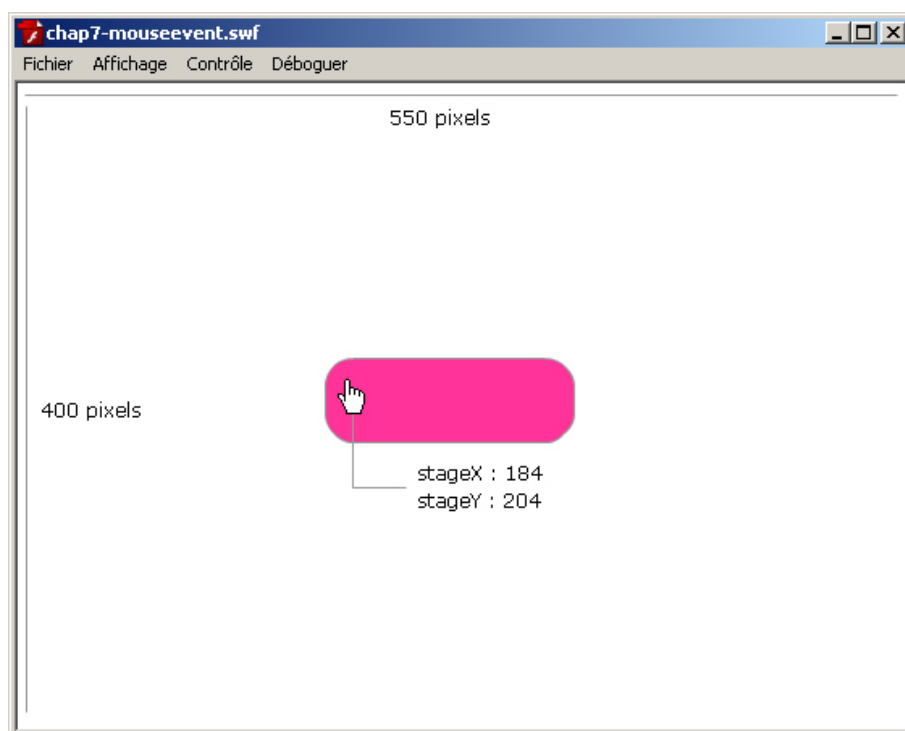 chap7-mouseevent.swf
Fichier Affichage Contrôle Déboguer
550 pixels
400 pixels
stageX : 184
stageY : 204